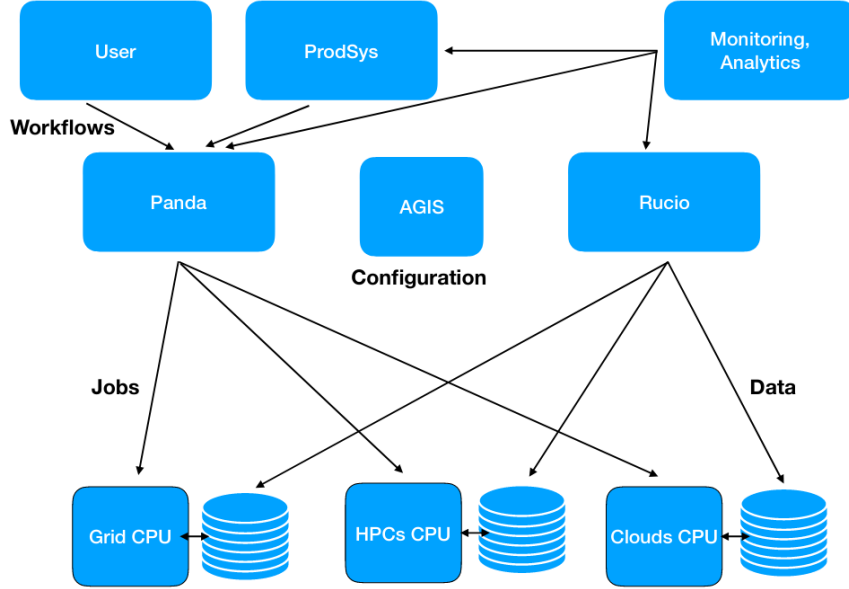 User
ProdSys
Monitoring,
Analytics
Workflows
Panda
AGIS
Rucio
Configuration
Jobs
Data
Grid CPU
HPCs CPU
Clouds CPU